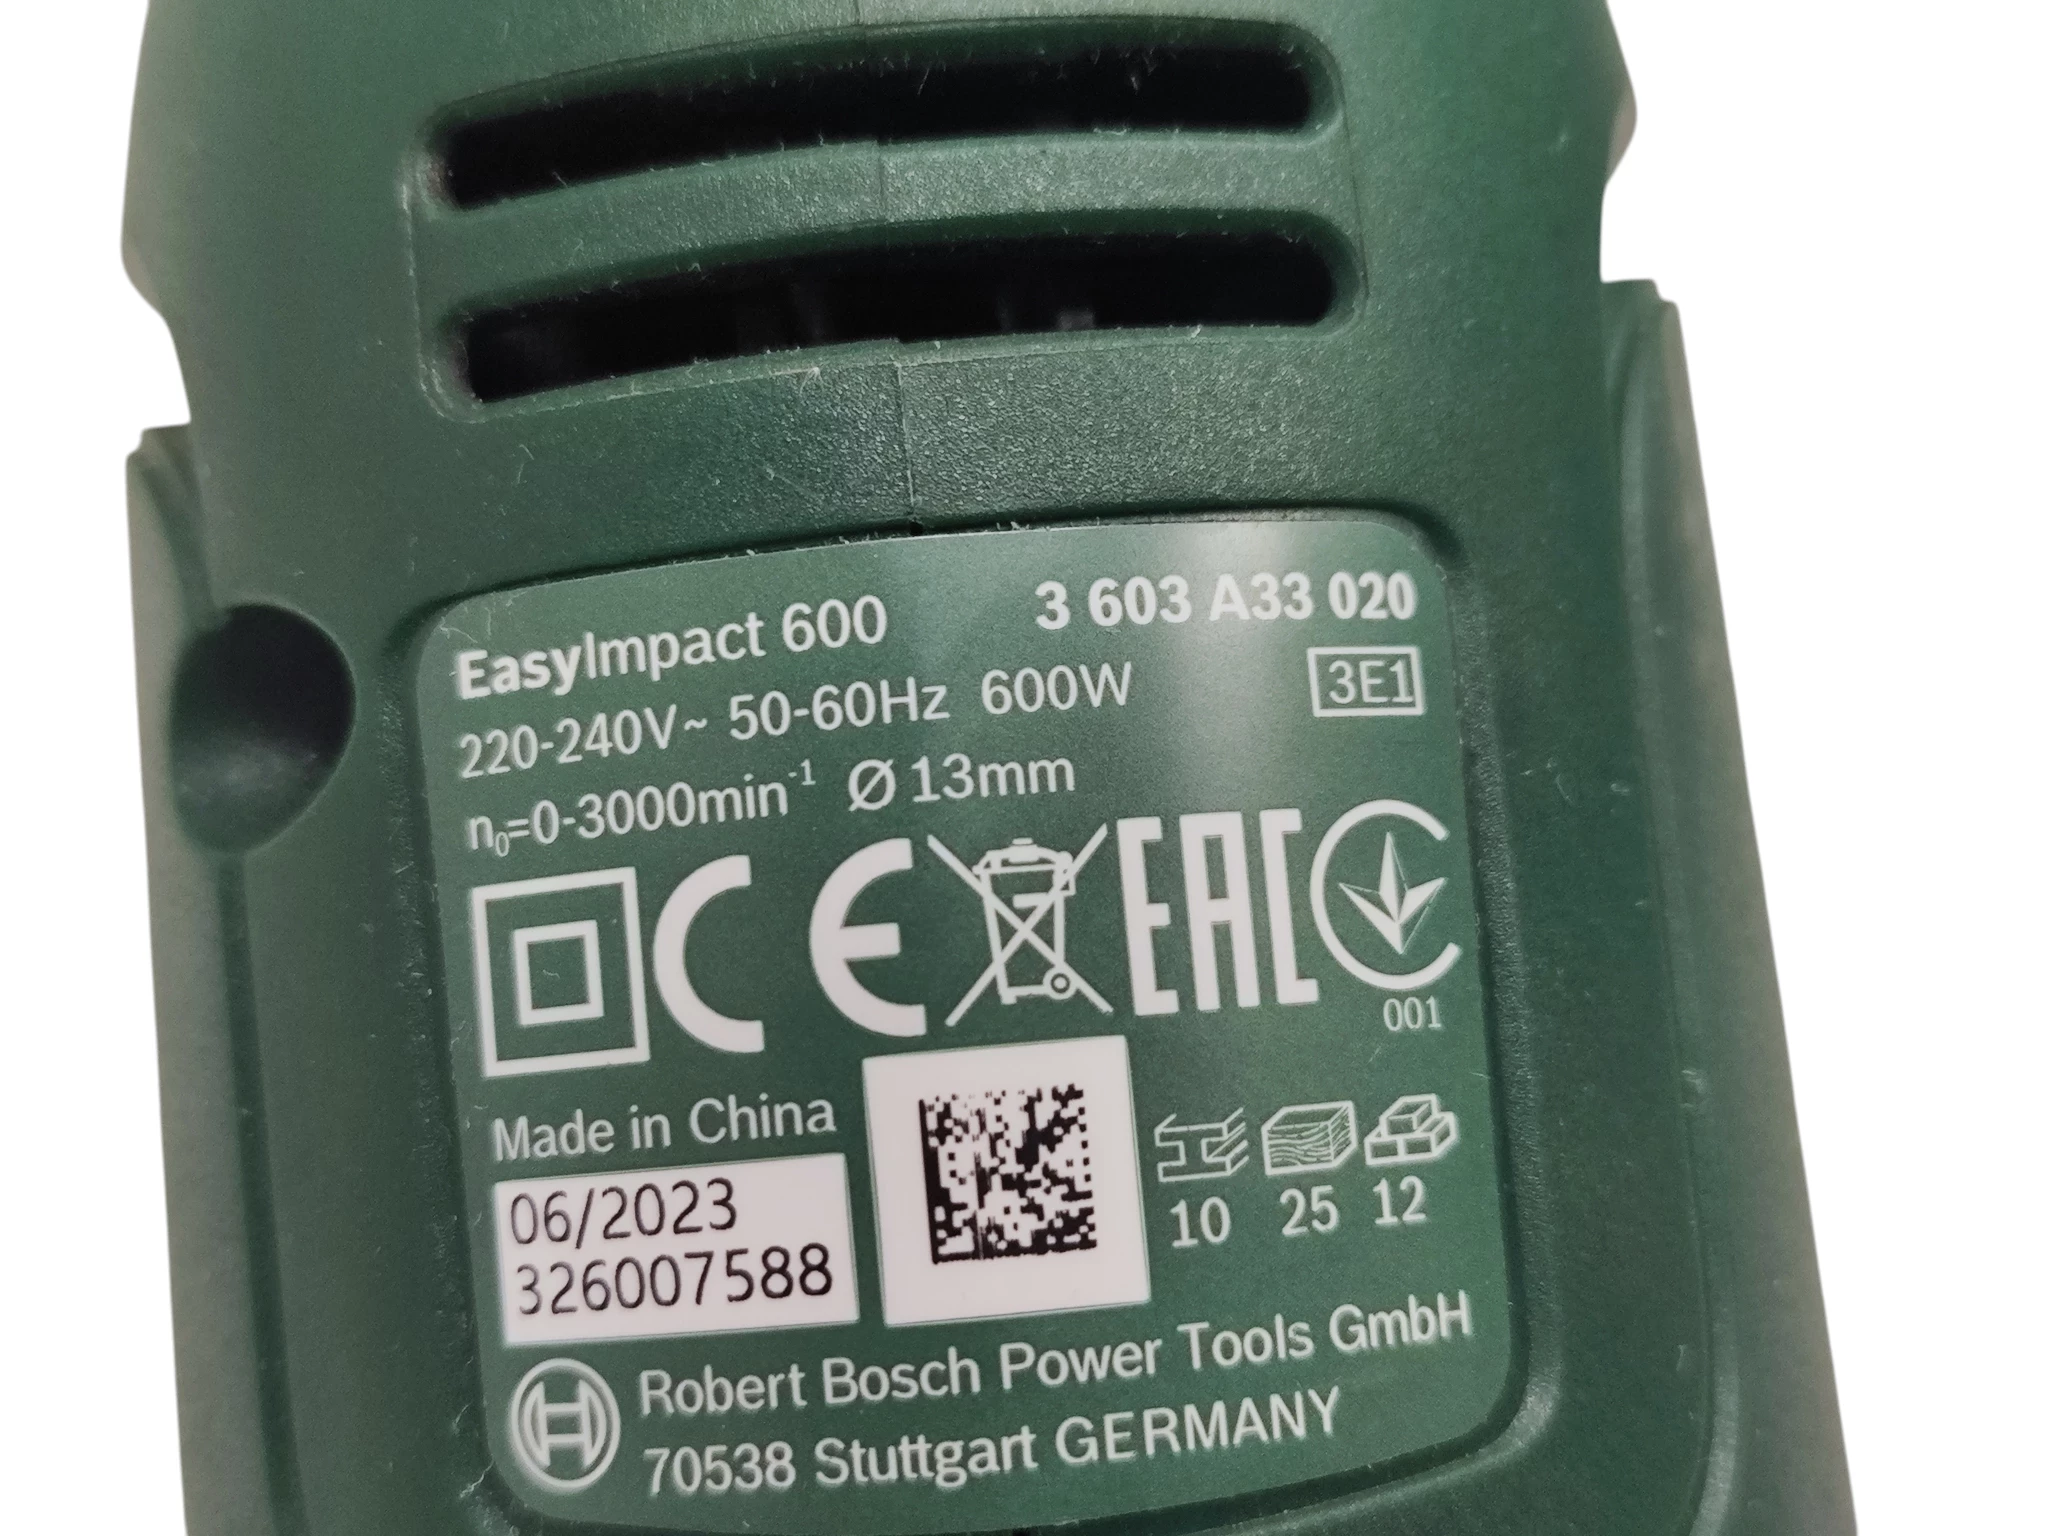 EasyImpact 600 3 603 A33 020
220-240V~ 50-60Hz 600W 3E1
n₀=0-3000min⁻¹ Ø 13mm
CE EAC
001
Made in China
10 25 12
06/2023
326007588
Robert Bosch Power Tools GmbH
70538 Stuttgart GERMANY